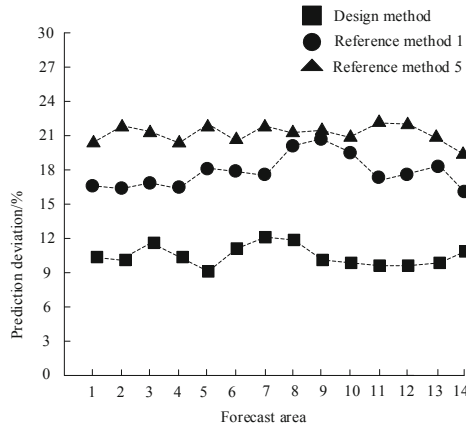 Design method
Reference method 1
Reference method 5
30
27
24
21
18
15
12
9
6
3
0
Prediction deviation/%
1 2 3 4 5 6 7 8 9 10 11 12 13 14
Forecast area